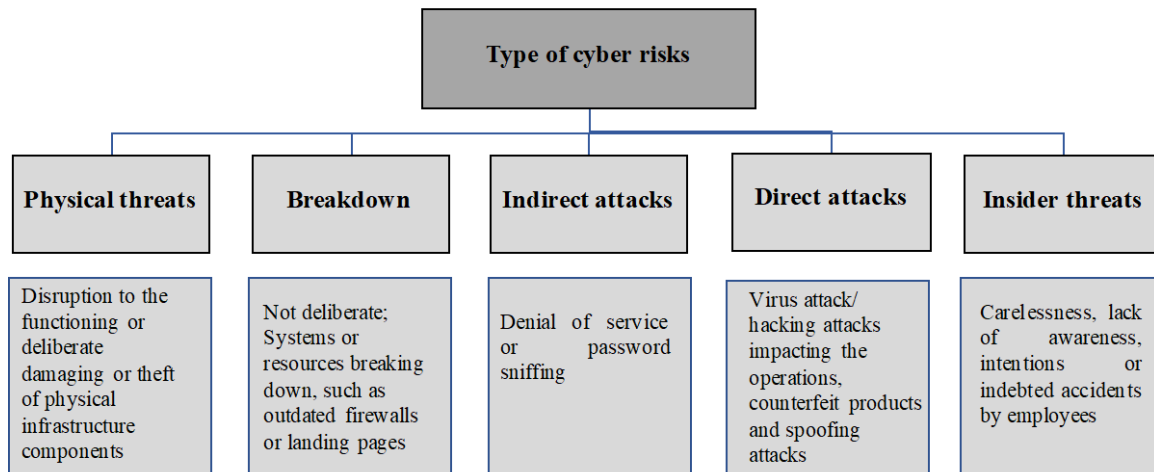 Type of cyber risks
Physical threats
Breakdown
Indirect attacks
Direct attacks
Insider threats
Disruption to the
functioning or
deliberate
damaging or theft
of physical
infrastructure
components
Not deliberate;
Systems or
resources breaking
down, such as
outdated firewalls
or landing pages
Denial of service
or password
sniffing
Virus attack/
hacking attacks
impacting the
operations,
counterfeit products
and spoofing
attacks
Carelessness, lack
of awareness,
intentions or
indebted accidents
by employees